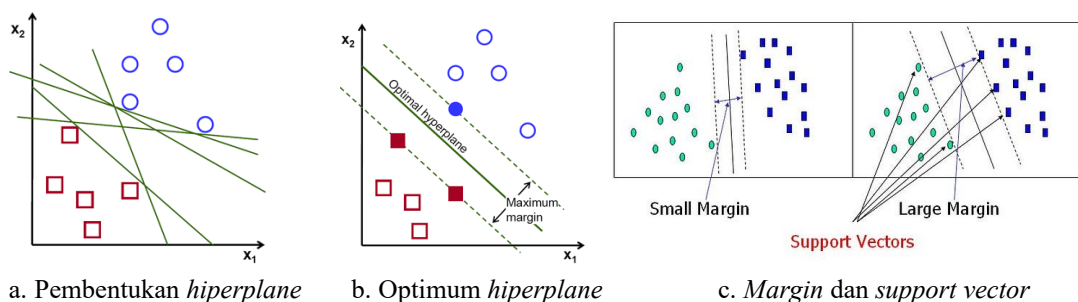 x₂
x₁
a. Pembentukan hiperplane
x₂
Optimal hyperplane
Maximum
margin
x₁
b. Optimum hiperplane
Small Margin
Large Margin
Support Vectors
c. Margin dan support vector